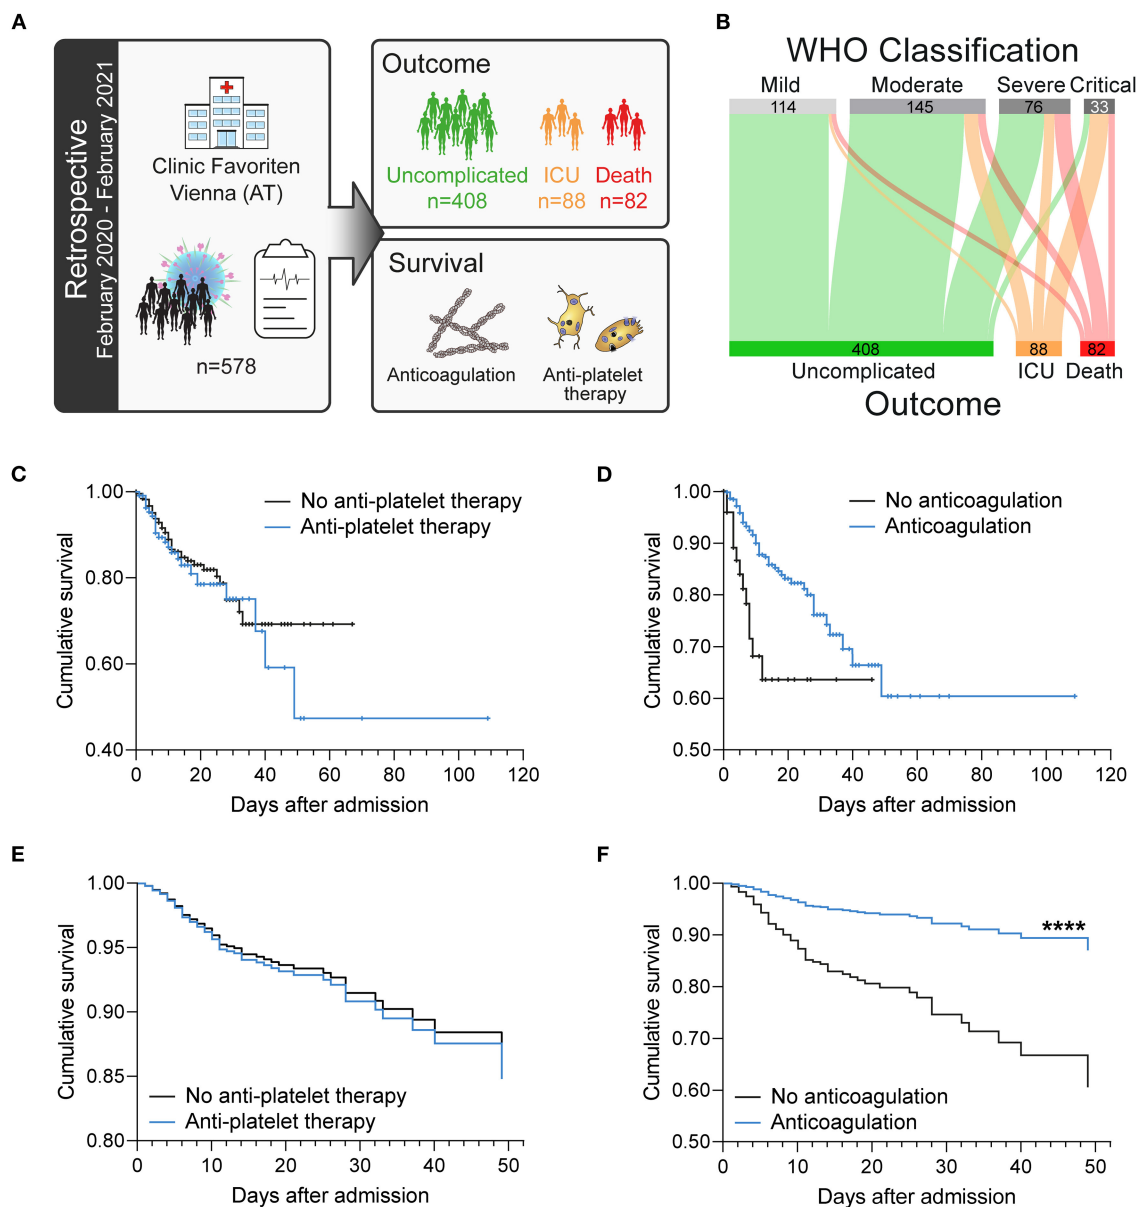 A
Retrospective
February 2020 - February 2021
Clinic Favoriten
Vienna (AT)
n=578
Outcome
Uncomplicated
n=408
ICU
n=88
Death
n=82
Survival
Anticoagulation
Anti-platelet
therapy
B
WHO Classification
Mild Moderate Severe Critical
114 145 76 33
408 88 82
Uncomplicated ICU Death
Outcome
C
1.00
0.80
0.60
0.40
Cumulative survival
No anti-platelet therapy
Anti-platelet therapy
0 20 40 60 80 100 120
Days after admission
D
1.00
0.90
0.80
0.70
0.60
0.50
Cumulative survival
No anticoagulation
Anticoagulation
0 20 40 60 80 100 120
Days after admission
E
1.00
0.95
0.90
0.85
0.80
Cumulative survival
No anti-platelet therapy
Anti-platelet therapy
0 10 20 30 40 50
Days after admission
F
1.00
0.90
0.80
0.70
0.60
0.50
Cumulative survival
****
No anticoagulation
Anticoagulation
0 10 20 30 40 50
Days after admission